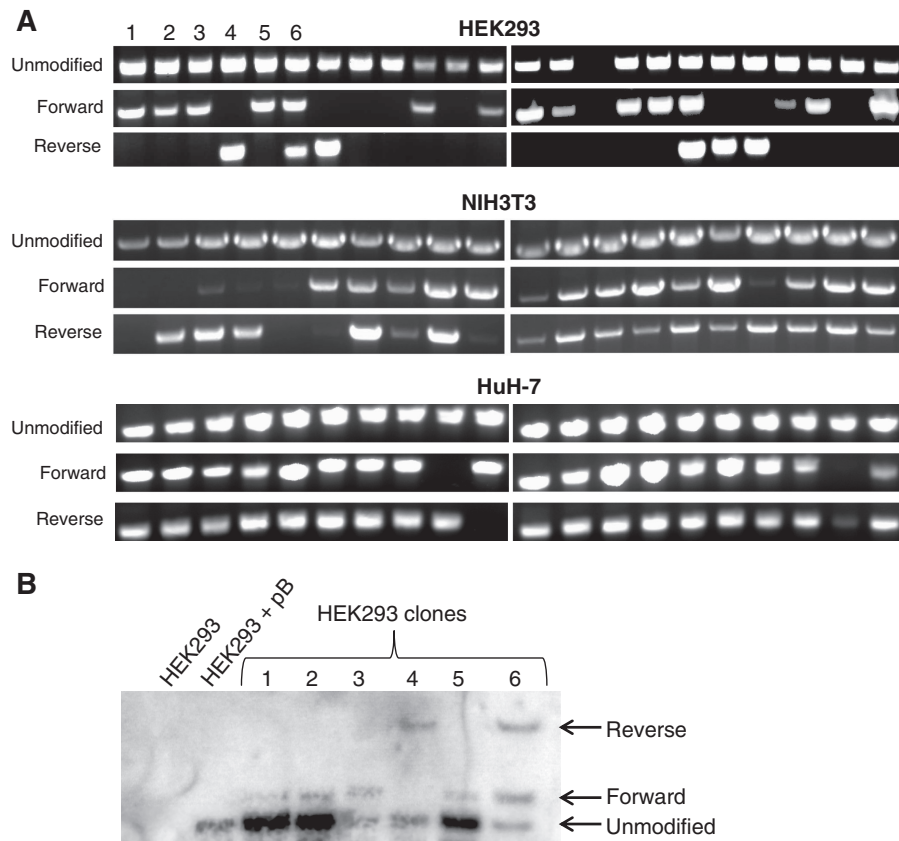 A
HEK293
1 2 3 4 5 6
Unmodified
Forward
Reverse
NIH3T3
Unmodified
Forward
Reverse
HuH-7
Unmodified
Forward
Reverse
B
HEK293
HEK293 + pB
HEK293 clones
1 2 3 4 5 6
Reverse
Forward
Unmodified